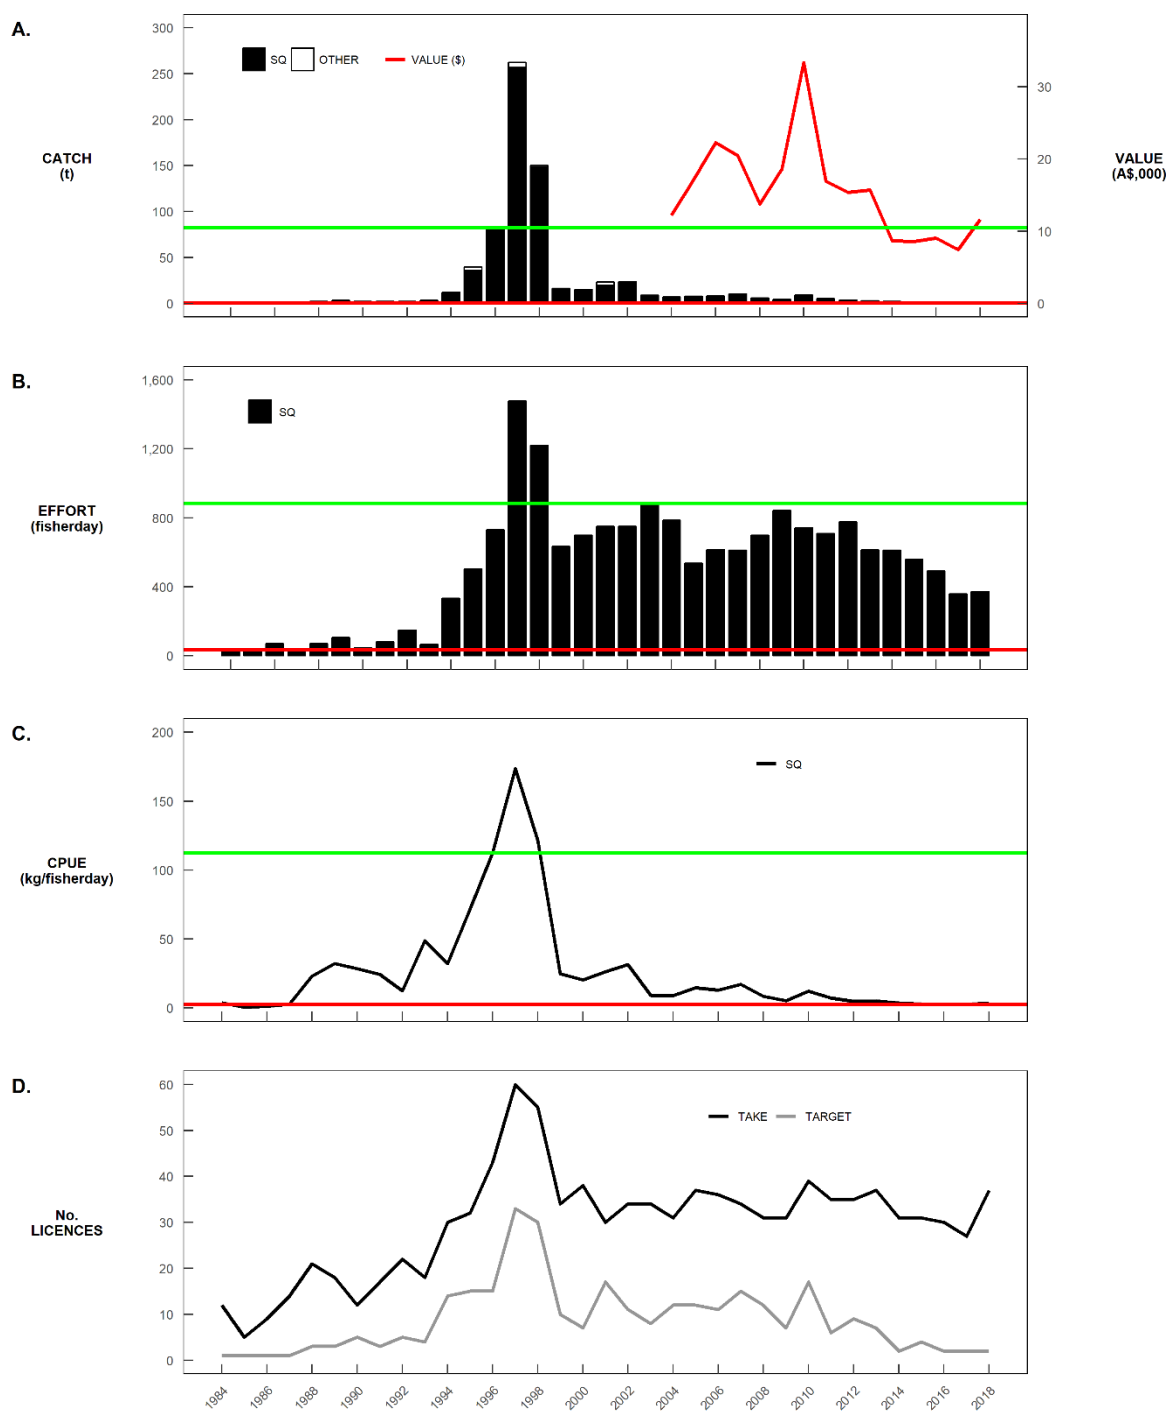 A.
300
250
200
150
100
50
0
CATCH
(t)
SQ OTHER VALUE ($)
30
20
10
0
VALUE
(A$,000)
B.
1,600
1,200
800
400
0
EFFORT
(fisherday)
SQ
C.
200
150
100
50
0
CPUE
(kg/fisherday)
SQ
D.
60
50
40
30
20
10
0
No.
LICENCES
TAKE TARGET
1984 1986 1988 1990 1992 1994 1996 1998 2000 2002 2004 2006 2008 2010 2012 2014 2016 2018